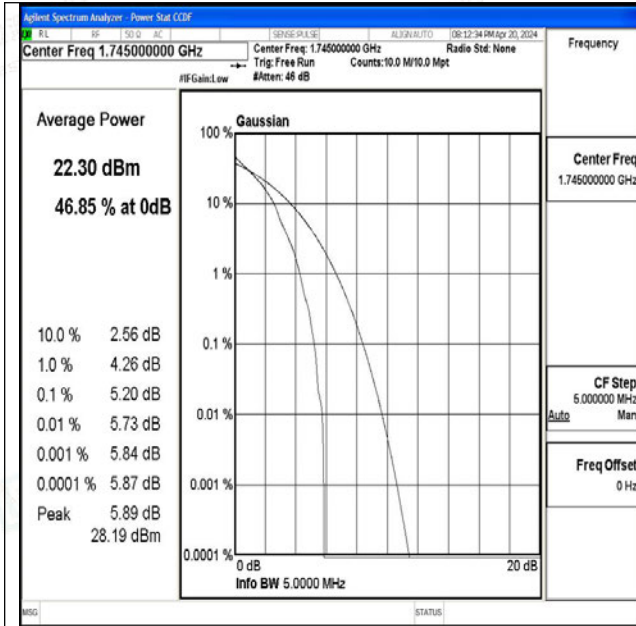 Agilent Spectrum Analyzer - Power Stat CCDF
RL RF 50 Ω AC SENSE:PULSE ALIGNAUTO 08:12:34 PM Apr 20, 2024
Center Freq 1.745000000 GHz
Center Freq: 1.745000000 GHz Radio Std: None
Trig: Free Run Counts:10.0 M/10.0 Mpt
#IFGain:Low #Atten: 46 dB
Frequency
Average Power
22.30 dBm
46.85 % at 0dB
10.0 % 2.56 dB
1.0 % 4.26 dB
0.1 % 5.20 dB
0.01 % 5.73 dB
0.001 % 5.84 dB
0.0001 % 5.87 dB
Peak 5.89 dB
28.19 dBm
Gaussian
100 %
10 %
1 %
0.1 %
0.01 %
0.001 %
0.0001 %
0 dB 20 dB
Info BW 5.0000 MHz
Center Freq
1.745000000 GHz
CF Step
5.000000 MHz
Auto Man
Freq Offset
0 Hz
MSG STATUS